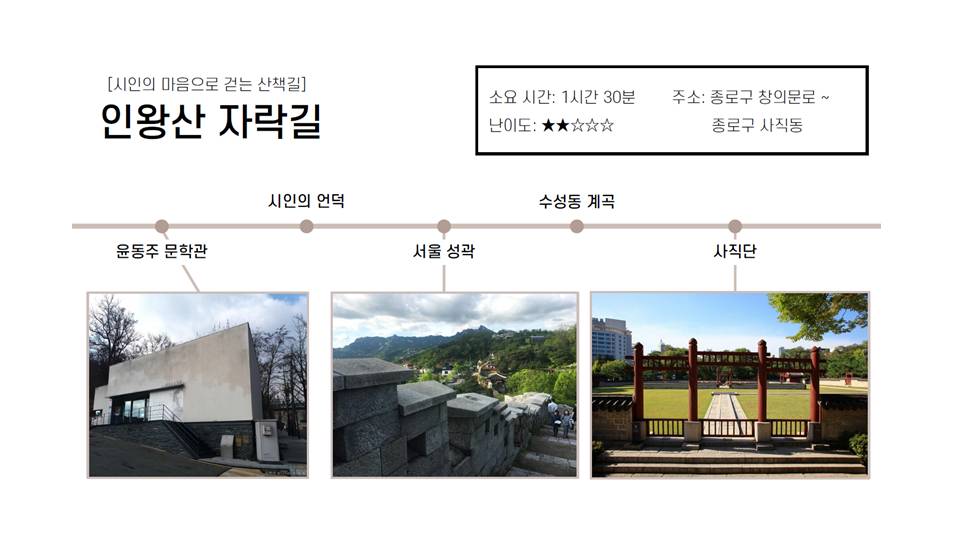 [시인의 마음으로 걷는 산책길]
인왕산 자락길
소요 시간: 1시간 30분
난이도: ★★☆☆☆
주소: 종로구 창의문로 ~
종로구 사직동
시인의 언덕
수성동 계곡
윤동주 문학관
서울 성곽
사직단